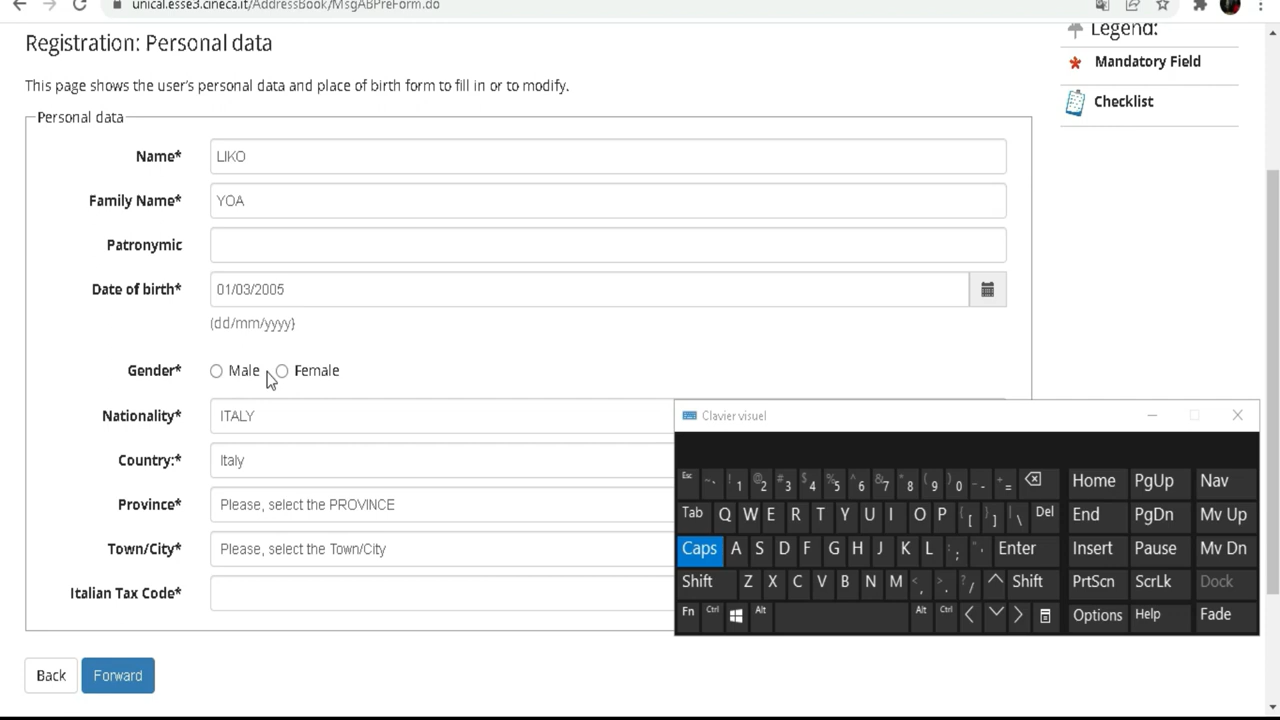 unical.esse3.cineca.it/AddressBook/MsgABPreForm.do
Registration: Personal data
Legend:
Mandatory Field
Checklist
This page shows the user's personal data and place of birth form to fill in or to modify.
Personal data
Name* LIKO
Family Name* YOA
Patronymic
Date of birth* 01/03/2005
(dd/mm/yyyy}
Gender* Male Female
Nationality* ITALY
Country:* Italy
Province* Please, select the PROVINCE
Town/City* Please, select the Town/City
Italian Tax Code*
Back Forward
Clavier visuel
Esc ~ ` ! 1 @ 2 # 3 $ 4 % 5 ^ 6 & 7 * 8 ( 9 ) 0 _ - + = Home PgUp Nav
Tab Q W E R T Y U I O P { [ } ] | \ Del End PgDn Mv Up
Caps A S D F G H J K L : ; " ' Enter Insert Pause Mv Dn
Shift Z X C V B N M < , > . ? / Shift PrtScn ScrLk Dock
Fn Ctrl Alt Alt Ctrl Options Help Fade